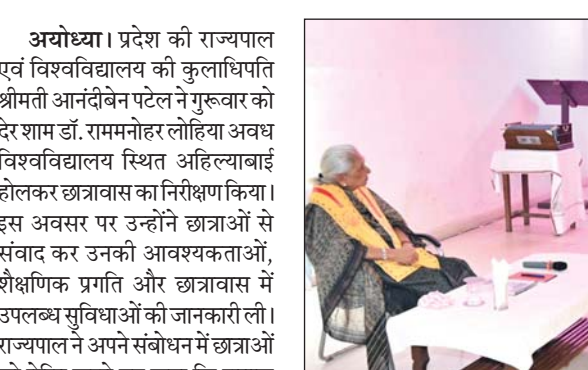 अयोध्या। प्रदेश की राज्यपाल
एवं विश्वविद्यालय की कुलाधिपति
श्रीमती आनंदीबेन पटेल ने गुरूवार को
देर शाम डॉ. राममनोहर लोहिया अवध
विश्वविद्यालय स्थित अहिल्याबाई
होलकर छात्रावास का निरीक्षण किया।
इस अवसर पर उन्होंने छात्राओं से
संवाद कर उनकी आवश्यकताओं,
शैक्षणिक प्रगति और छात्रावास में
उपलब्ध सुविधाओं की जानकारी ली।
राज्यपाल ने अपने संबोधन में छात्राओं